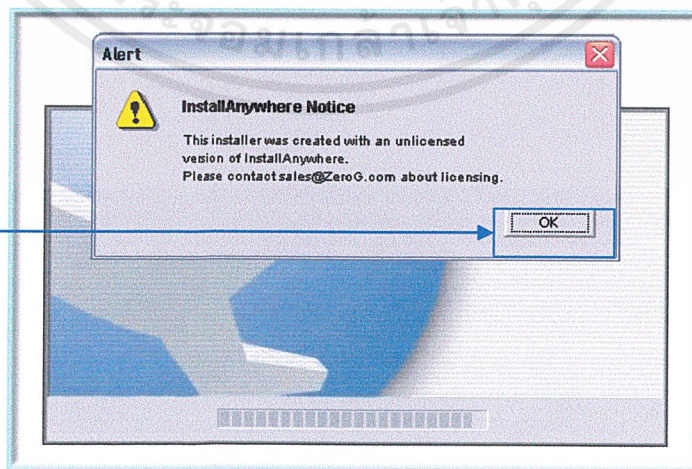 Alert
InstallAnywhere Notice
This installer was created with an unlicensed
version of InstallAnywhere.
Please contact sales@ZeroG.com about licensing.
OK